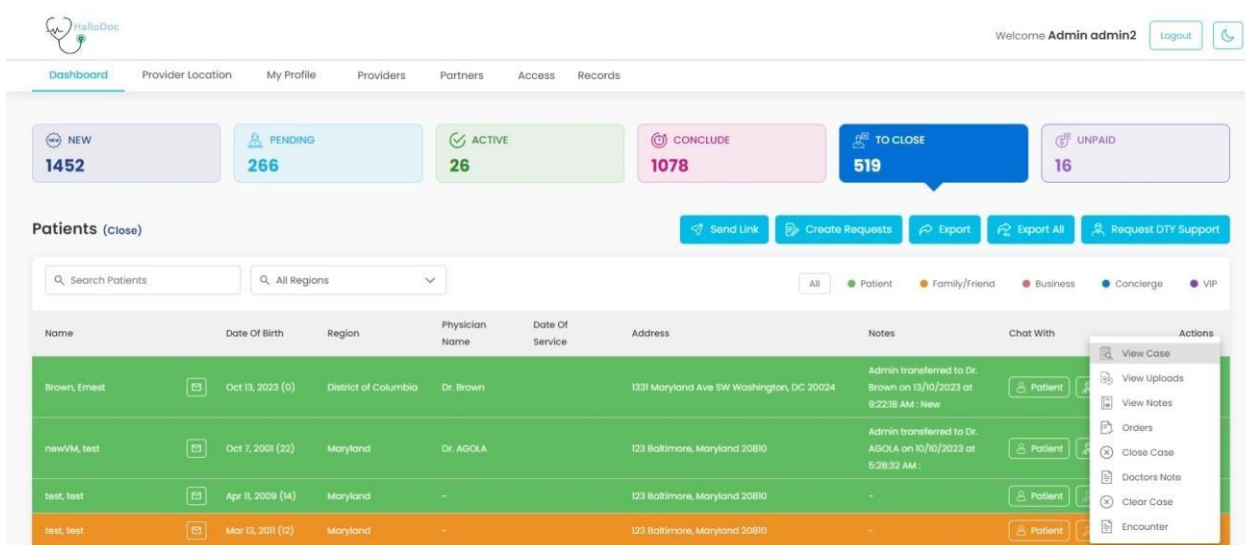 HalloDoc
Welcome Admin admin2 Logout
Dashboard Provider Location My Profile Providers Partners Access Records
NEW PENDING ACTIVE CONCLUDE TO CLOSE UNPAID
1452 266 26 1078 519 16
Patients (Close) Send Link Create Requests Export Export All Request DTY Support
Search Patients All Regions All Patient Family/Friend Business Concierge VIP
Name Date Of Birth Region Physician Name Date Of Service Address Notes Chat With Actions
Brown, Ernest Oct 13, 2023 (0) District of Columbia Dr. Brown 1331 Maryland Ave SW Washington, DC 20024 Admin transferred to Dr. Brown on 13/10/2023 at 9:22:18 AM : New Patient
newVM, test Oct 7, 2001 (22) Maryland Dr. AGOLA 123 Baltimore, Maryland 20810 Admin transferred to Dr. AGOLA on 10/10/2023 at 5:28:32 AM : Patient
test, test Apr 11, 2009 (14) Maryland - 123 Baltimore, Maryland 20810 - Patient
test, test Mar 13, 2011 (12) Maryland - 123 Baltimore, Maryland 20810 - Patient
View Case
View Uploads
View Notes
Orders
Close Case
Doctors Note
Clear Case
Encounter